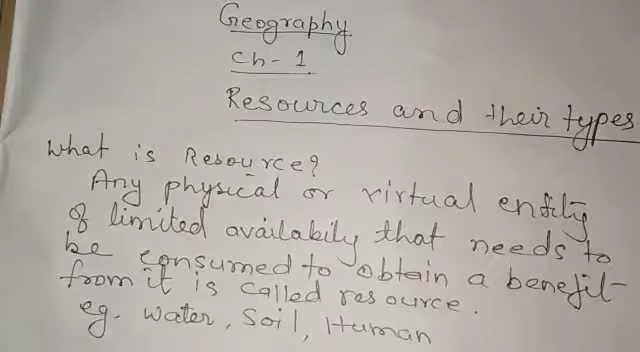 Geography
Ch- 1
Resources and their types
What is Resource?
Any physical or virtual entity
of limited availabily that needs to
be consumed to obtain a benefit
from it is called resource.
eg. Water, Soil, Human